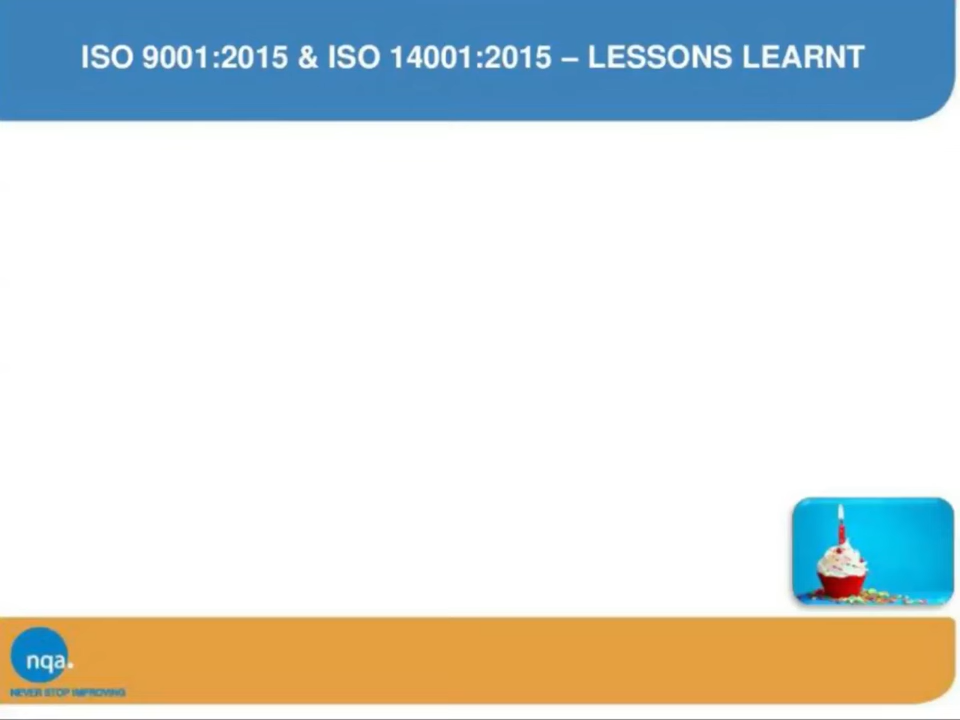 ISO 9001:2015 & ISO 14001:2015 – LESSONS LEARNT
nqa.
NEVER STOP IMPROVING